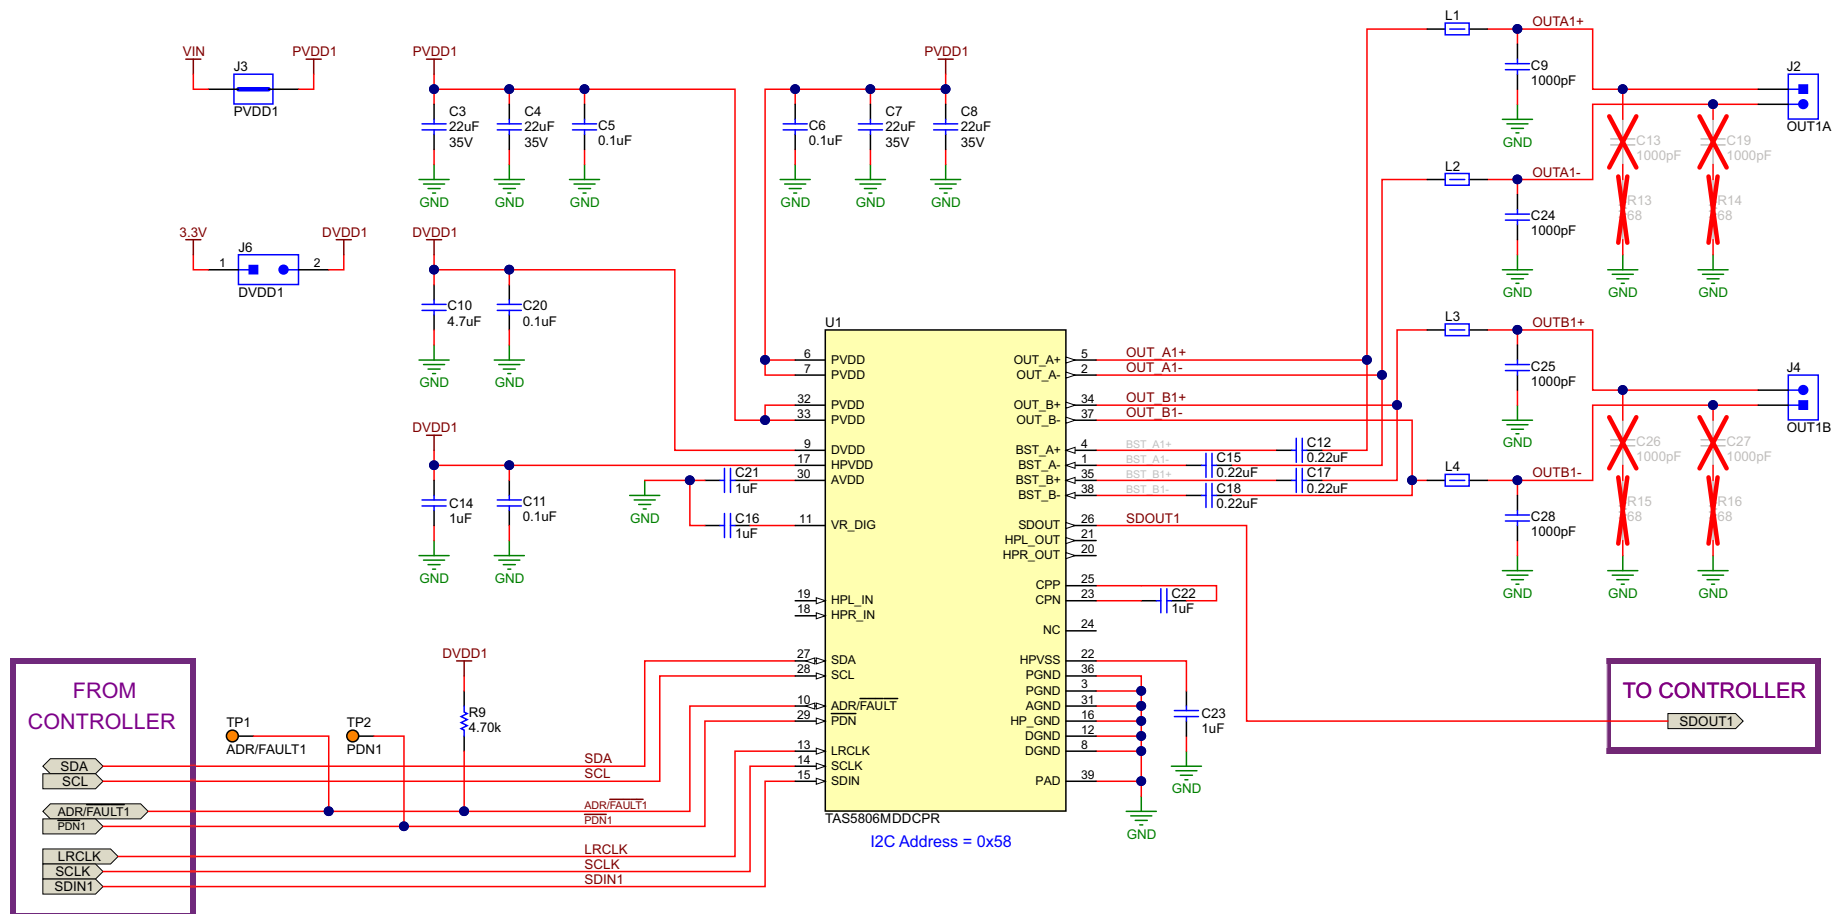 VIN
PVDD1
J3
PVDD1
3.3V
DVDD1
J6
1
2
DVDD1
PVDD1
C3
22uF
35V
GND
C4
22uF
35V
GND
C5
0.1uF
GND
PVDD1
C6
0.1uF
GND
C7
22uF
35V
GND
C8
22uF
35V
GND
DVDD1
C10
4.7uF
GND
C20
0.1uF
GND
DVDD1
C14
1uF
GND
C11
0.1uF
GND
GND
C21
1uF
C16
1uF
U1
6 PVDD
7 PVDD
32 PVDD
33 PVDD
9 DVDD
17 HPVDD
30 AVDD
11 VR_DIG
19 HPL_IN
18 HPR_IN
27 SDA
28 SCL
10 ADR/FAULT
29 PDN
13 LRCLK
14 SCLK
15 SDIN
OUT_A+ 5
OUT_A- 2
OUT_B+ 34
OUT_B- 37
BST_A+ 4
BST_A- 1
BST_B+ 35
BST_B- 38
SDOUT 26
HPL_OUT 21
HPR_OUT 20
CPP 25
CPN 23
NC 24
HPVSS 22
PGND 36
PGND 3
AGND 31
HP_GND 16
DGND 12
DGND 8
PAD 39
TAS5806MDDCPR
I2C Address = 0x58
OUT_A1+
OUT_A1-
OUT_B1+
OUT_B1-
BST_A1+
BST_A1-
BST_B1+
BST_B1-
C12
0.22uF
C15
0.22uF
C17
0.22uF
C18
0.22uF
SDOUT1
C22
1uF
C23
1uF
GND
GND
L1
OUTA1+
C9
1000pF
GND
L2
OUTA1-
C24
1000pF
GND
C13
1000pF
R13
68
GND
C19
1000pF
R14
68
GND
J2
OUT1A
L3
OUTB1+
C25
1000pF
GND
L4
OUTB1-
C28
1000pF
GND
C26
1000pF
R15
68
GND
C27
1000pF
R16
68
GND
J4
OUT1B
FROM
CONTROLLER
TP1
ADR/FAULT1
TP2
PDN1
DVDD1
R9
4.70k
SDA
SDA
SCL
SCL
ADR/FAULT1
ADR/FAULT1
PDN1
PDN1
LRCLK
LRCLK
SCLK
SCLK
SDIN1
SDIN1
TO CONTROLLER
SDOUT1